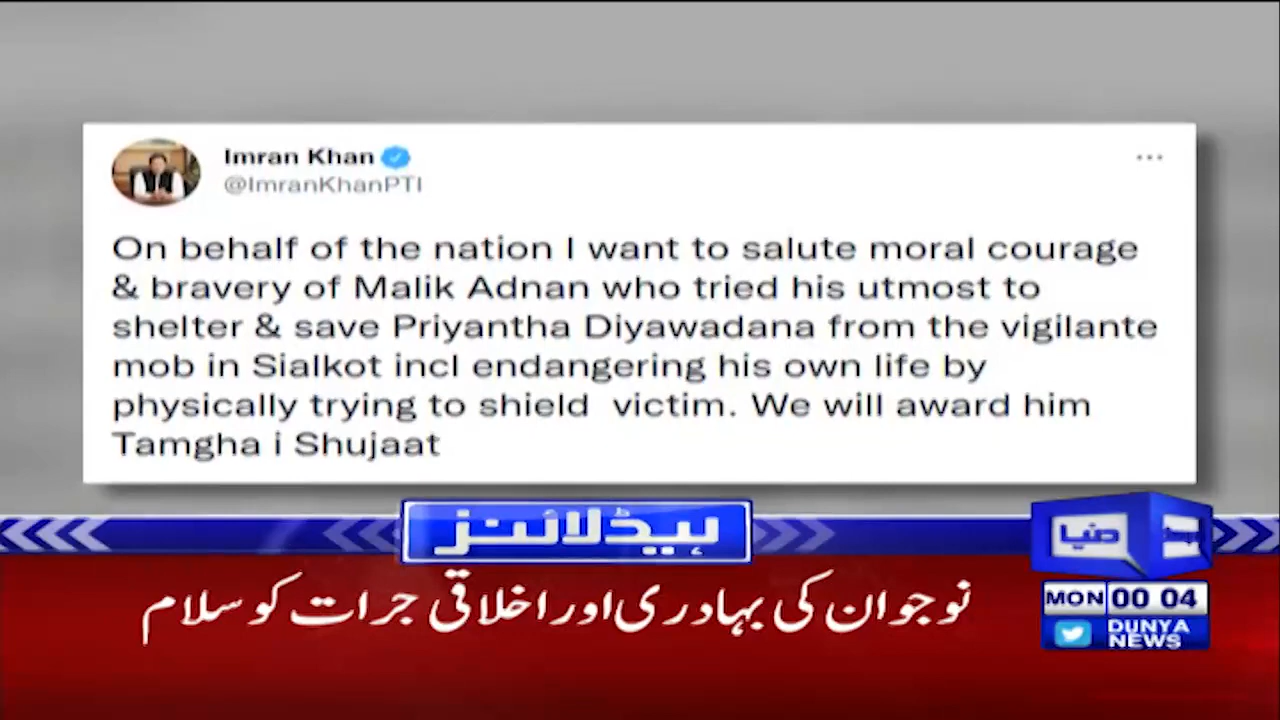 Imran Khan
@ImranKhanPTI
On behalf of the nation I want to salute moral courage
& bravery of Malik Adnan who tried his utmost to
shelter & save Priyantha Diyawadana from the vigilante
mob in Sialkot incl endangering his own life by
physically trying to shield victim. We will award him
Tamgha i Shujaat
ہیڈلائنز
دنیا
نوجوان کی بہادری اور اخلاقی جرات کو سلام
MON 00 04
DUNYA
NEWS